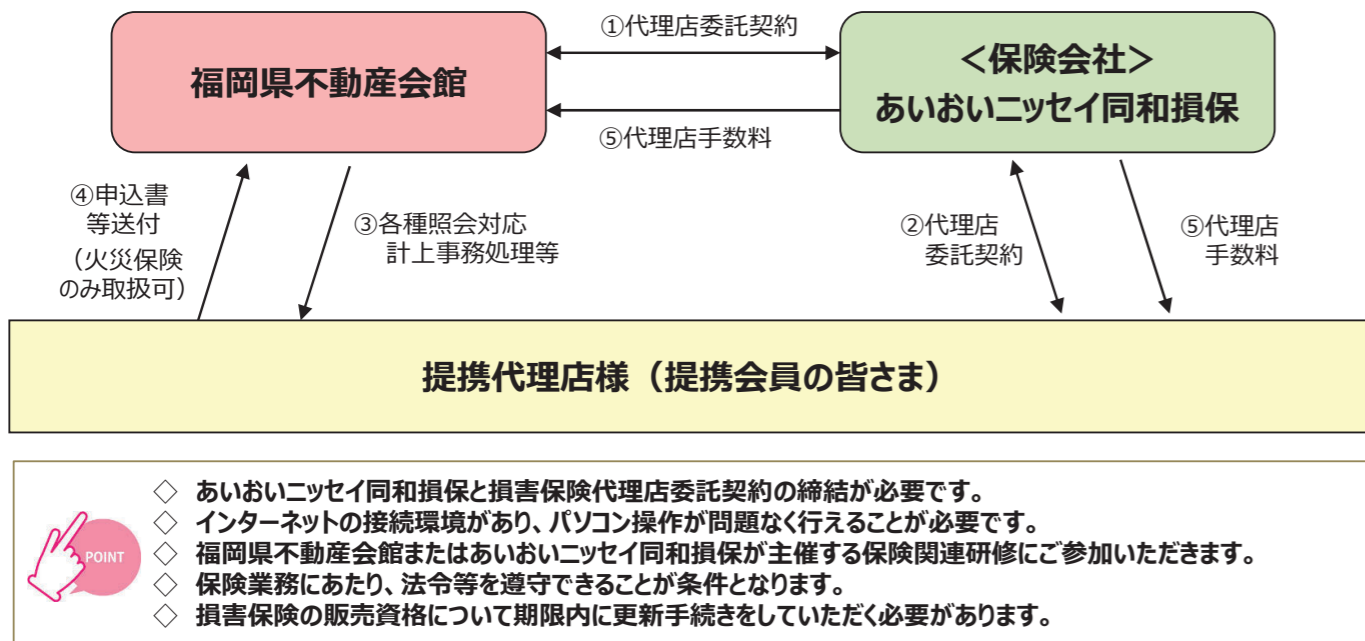 ①代理店委託契約
福岡県不動産会館
＜保険会社＞
あいおいニッセイ同和損保
⑤代理店手数料
④申込書
等送付
（火災保険
のみ取扱可）
③各種照会対応
計上事務処理等
②代理店
委託契約
⑤代理店
手数料
提携代理店様（提携会員の皆さま）
POINT
◇ あいおいニッセイ同和損保と損害保険代理店委託契約の締結が必要です。
◇ インターネットの接続環境があり、パソコン操作が問題なく行えることが必要です。
◇ 福岡県不動産会館またはあいおいニッセイ同和損保が主催する保険関連研修にご参加いただきます。
◇ 保険業務にあたり、法令等を遵守できることが条件となります。
◇ 損害保険の販売資格について期限内に更新手続きをしていただく必要があります。